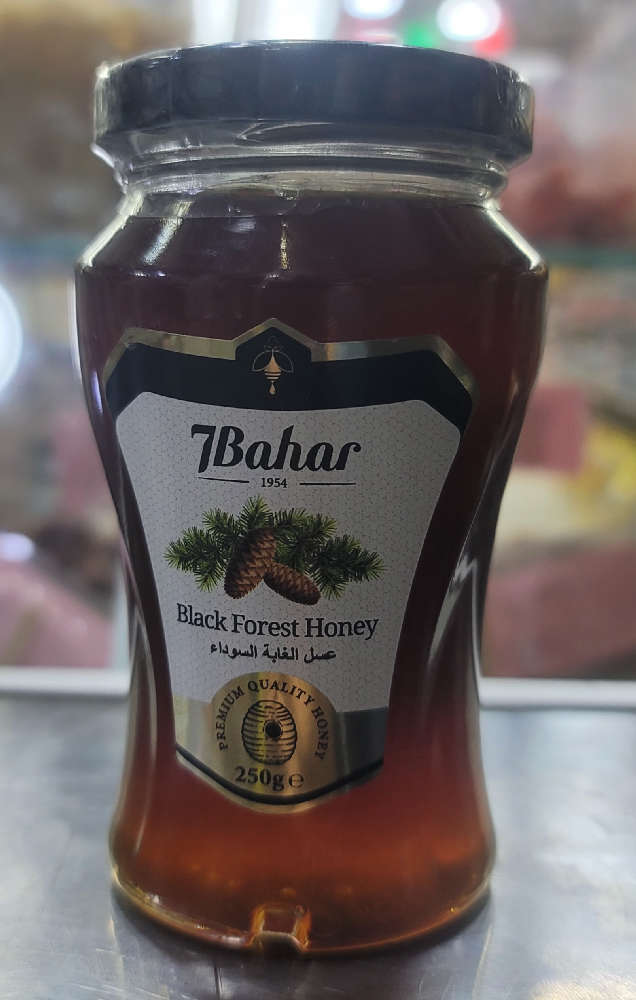 7Bahar
1954
Black Forest Honey
عسل الغابة السوداء
PREMIUM QUALITY HONEY
250g ℮